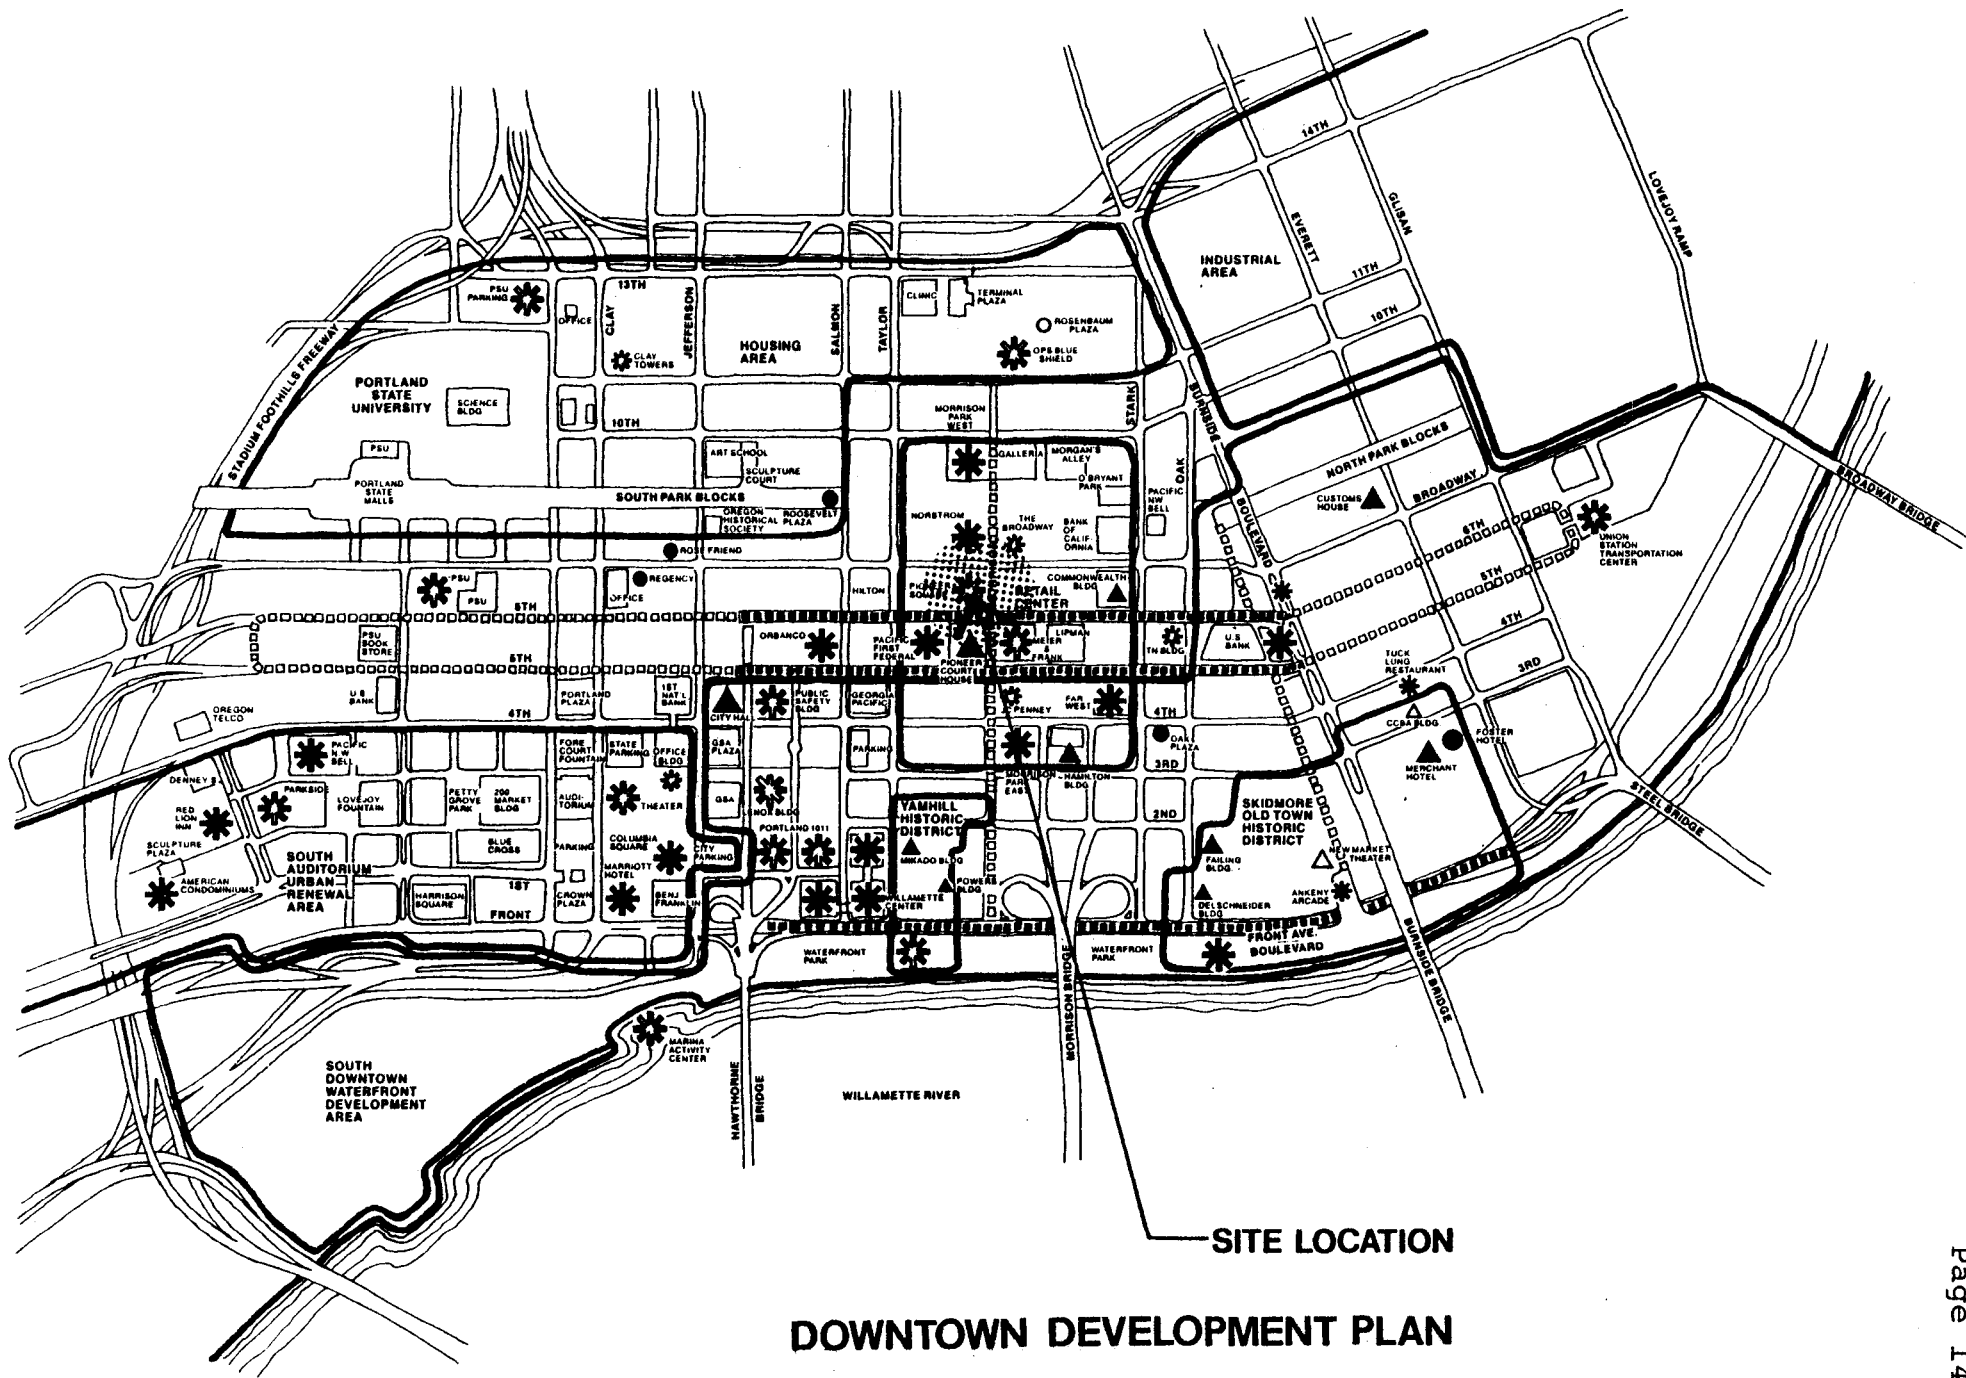 14TH
LOVEJOY RAMP
GLISAN
EVERETT
INDUSTRIAL
AREA
11TH
10TH
STADIUM FOOTHILLS FREEWAY
PSU
PARKING
13TH
OFFICE
CLAY
JEFFERSON
SALMON
TAYLOR
CLINIC
TERMINAL
PLAZA
ROSENBAUM
PLAZA
OPS BLUE
SHIELD
HOUSING
AREA
CLAY
TOWERS
PORTLAND
STATE
UNIVERSITY
SCIENCE
BLDG
10TH
MORRISON
PARK
WEST
STARK
BURNSIDE
BOULEVARD
OAK
NORTH PARK BLOCKS
BROADWAY
BROADWAY BRIDGE
CUSTOMS
HOUSE
PSU
PORTLAND
STATE
MALLS
ART SCHOOL
SCULPTURE
COURT
SOUTH PARK BLOCKS
OREGON
HISTORICAL
SOCIETY
ROOSEVELT
PLAZA
GALLERIA
MORGAN'S
ALLEY
O'BRYANT
PARK
PACIFIC
NW
BELL
NORSTROM
THE
BROADWAY
BANK
OF
CALIF
ORNIA
6TH
5TH
UNION
STATION
TRANSPORTATION
CENTER
ROSE FRIEND
REGENCY
OFFICE
PSU
PSU
6TH
HILTON
PIONEER
SQUARE
RETAIL
CENTER
COMMONWEALTH
BLDG
4TH
3RD
PSU
BOOK
STORE
5TH
ORBANCO
PACIFIC
FIRST
FEDERAL
PIONEER
COURT
HOUSE
MEIER
&
FRANK
LIPMAN
TN BLDG
U.S
BANK
TUCK
LUNG
RESTAURANT
U S
BANK
OREGON
TELCO
4TH
PORTLAND
PLAZA
1ST
NAT'L
BANK
CITY HALL
PUBLIC
SAFETY
BLDG
GEORGIA
PACIFIC
PENNEY
FAR
WEST
4TH
OAK
PLAZA
3RD
CCBA BLDG
FOSTER
HOTEL
MERCHANT
HOTEL
STEEL BRIDGE
PACIFIC
N W
BELL
FORE
COURT
FOUNTAIN
STATE
PARKING
OFFICE
BLDG
GSA
PLAZA
PARKING
MORRISON
PARK
EAST
HAMILTON
BLDG
DENNEY'S
PARKSIDE
RED
LION
INN
LOVEJOY
FOUNTAIN
PETTY
GROVE
PARK
200
MARKET
BLDG
AUDI-
TORIUM
THEATER
GSA
LENOX BLDG
YAMHILL
HISTORIC
DISTRICT
2ND
SKIDMORE
OLD TOWN
HISTORIC
DISTRICT
SCULPTURE
PLAZA
AMERICAN
CONDOMINIUMS
SOUTH
AUDITORIUM
URBAN
RENEWAL
AREA
BLUE
CROSS
PARKING
COLUMBIA
SQUARE
MARRIOTT
HOTEL
CITY
PARKING
PORTLAND 1011
MIKADO BLDG
POWERS
BLDG
FAILING
BLDG
NEW MARKET
THEATER
1ST
HARRISON
SQUARE
FRONT
CROWN
PLAZA
BENJ
FRANKLIN
WILLAMETTE
CENTER
DELSCHNEIDER
BLDG
ANKENY
ARCADE
FRONT AVE.
BOULEVARD
WATERFRONT
PARK
WATERFRONT
PARK
BURNSIDE BRIDGE
MORRISON BRIDGE
MARINA
ACTIVITY
CENTER
HAWTHORNE
BRIDGE
SOUTH
DOWNTOWN
WATERFRONT
DEVELOPMENT
AREA
WILLAMETTE RIVER
SITE LOCATION
DOWNTOWN DEVELOPMENT PLAN
Page 14